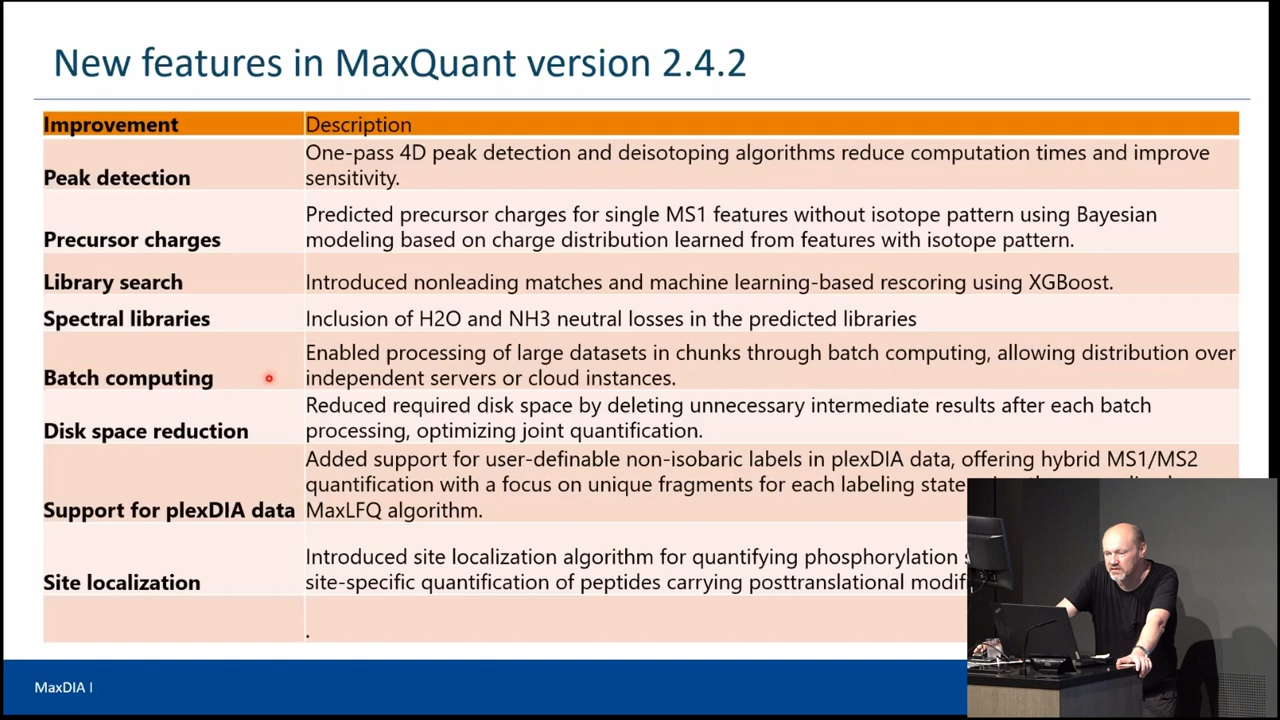 New features in MaxQuant version 2.4.2
Improvement
Description
Peak detection
One-pass 4D peak detection and deisotoping algorithms reduce computation times and improve
sensitivity.
Precursor charges
Predicted precursor charges for single MS1 features without isotope pattern using Bayesian
modeling based on charge distribution learned from features with isotope pattern.
Library search
Introduced nonleading matches and machine learning-based rescoring using XGBoost.
Spectral libraries
Inclusion of H2O and NH3 neutral losses in the predicted libraries
Batch computing
Enabled processing of large datasets in chunks through batch computing, allowing distribution over
independent servers or cloud instances.
Disk space reduction
Reduced required disk space by deleting unnecessary intermediate results after each batch
processing, optimizing joint quantification.
Support for plexDIA data
Added support for user-definable non-isobaric labels in plexDIA data, offering hybrid MS1/MS2
quantification with a focus on unique fragments for each labeling state
MaxLFQ algorithm.
Site localization
Introduced site localization algorithm for quantifying phosphorylation
site-specific quantification of peptides carrying posttranslational
.
MaxDIA |